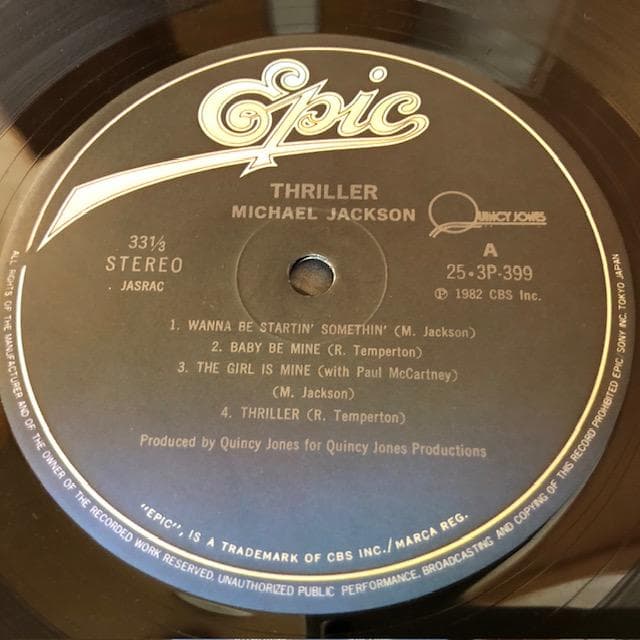 Epic
THRILLER
MICHAEL JACKSON
QUINCY JONES
33⅓
STEREO
JASRAC
A
25・3P-399
℗ 1982 CBS Inc.
1. WANNA BE STARTIN' SOMETHIN' (M. Jackson)
2. BABY BE MINE (R. Temperton)
3. THE GIRL IS MINE (with Paul McCartney)
(M. Jackson)
4. THRILLER (R. Temperton)
Produced by Quincy Jones for Quincy Jones Productions
"EPIC", IS A TRADEMARK OF CBS INC./MARCA REG.
ALL RIGHTS OF THE MANUFACTURER AND OF THE OWNER OF THE RECORDED WORK RESERVED. UNAUTHORIZED PUBLIC PERFORMANCE, BROADCASTING AND COPYING OF THIS RECORD PROHIBITED EPIC SONY INC. TOKYO JAPAN